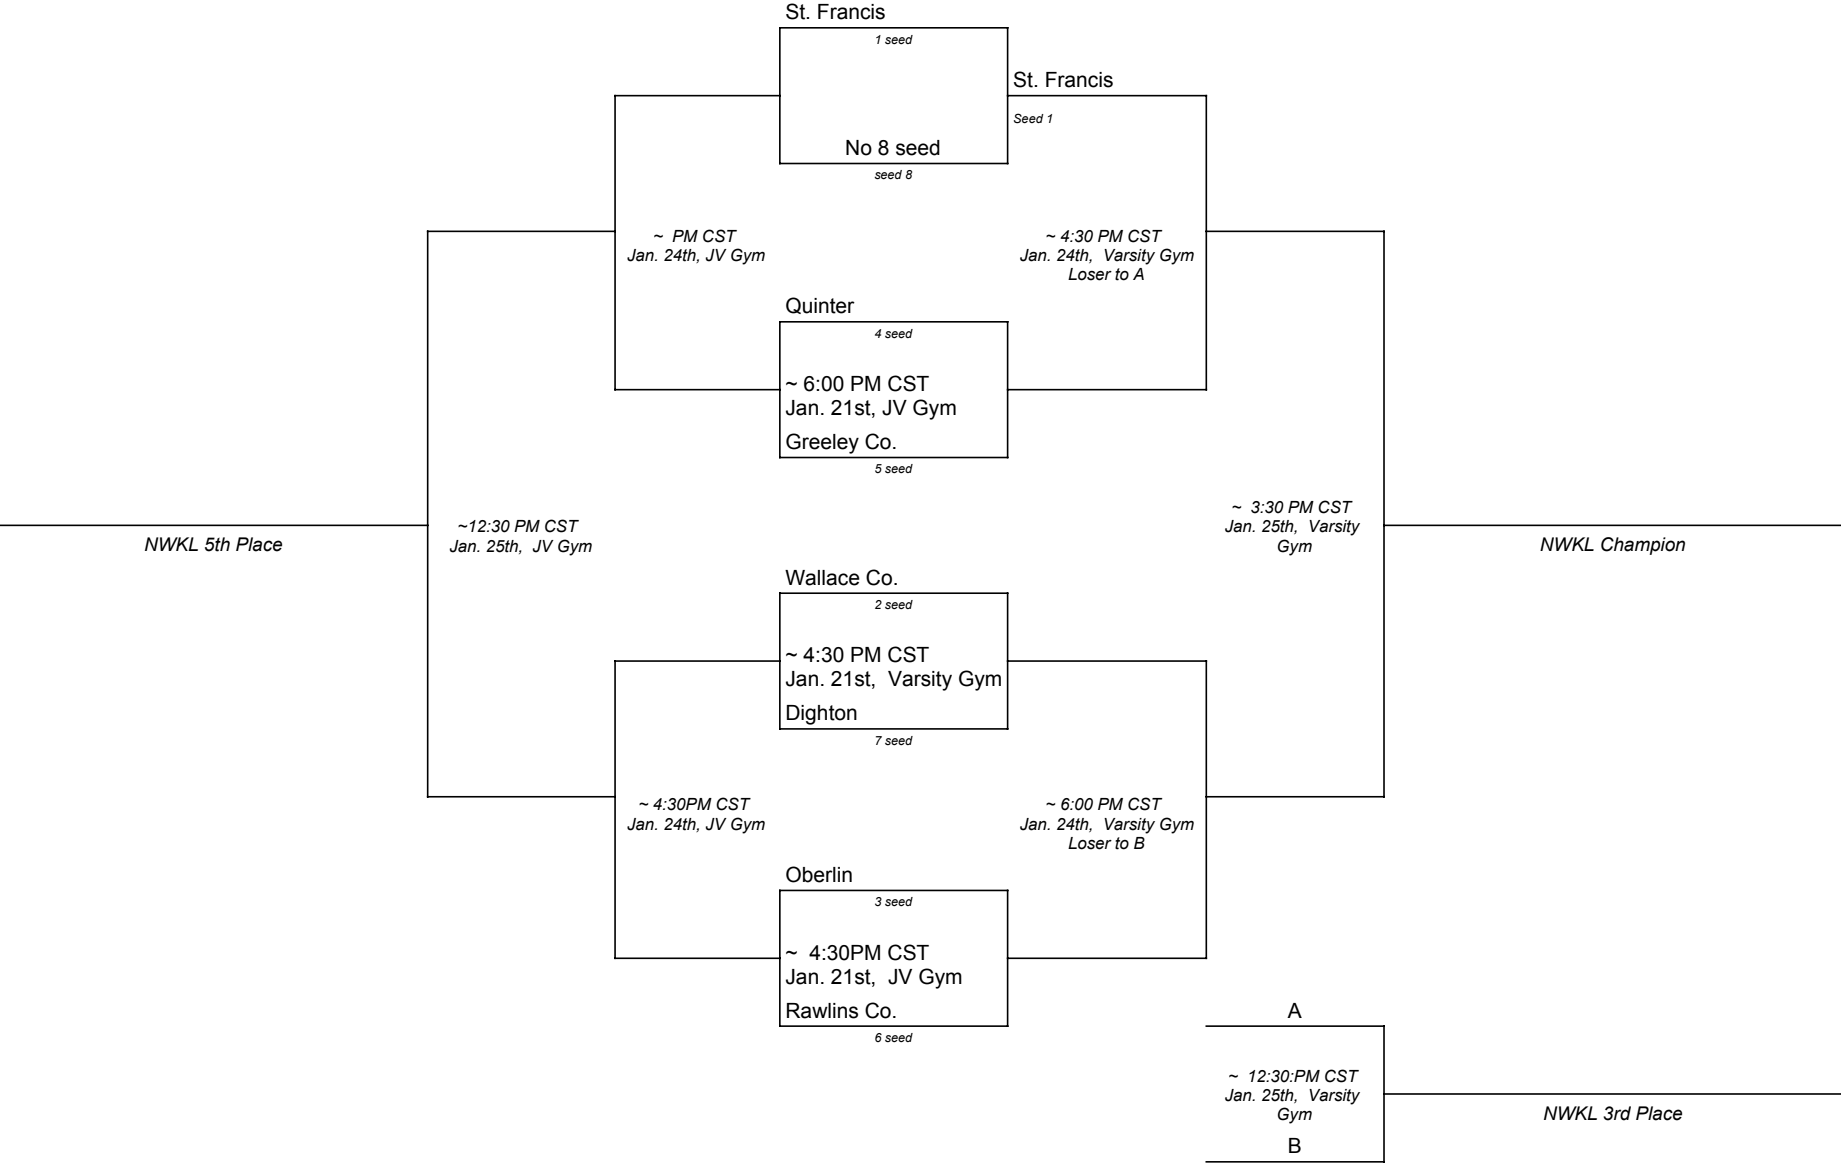 St. Francis
1 seed
St. Francis
Seed 1
No 8 seed
seed 8
~  PM CST
Jan. 24th, JV Gym
~ 4:30 PM CST
Jan. 24th,  Varsity Gym
Loser to A
Quinter
4 seed
~ 6:00 PM CST
Jan. 21st, JV Gym
Greeley Co.
5 seed
~12:30 PM CST
Jan. 25th,  JV Gym
NWKL 5th Place
~  3:30 PM CST
Jan. 25th,  Varsity
Gym
NWKL Champion
Wallace Co.
2 seed
~ 4:30 PM CST
Jan. 21st,  Varsity Gym
Dighton
7 seed
~ 4:30PM CST
Jan. 24th, JV Gym
~ 6:00 PM CST
Jan. 24th,  Varsity Gym
Loser to B
Oberlin
3 seed
~  4:30PM CST
Jan. 21st,  JV Gym
Rawlins Co.
6 seed
A
~  12:30:PM CST
Jan. 25th,  Varsity
Gym
NWKL 3rd Place
B